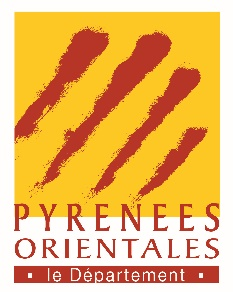 PYRENEES
ORIENTALES
▪ le Département ▪